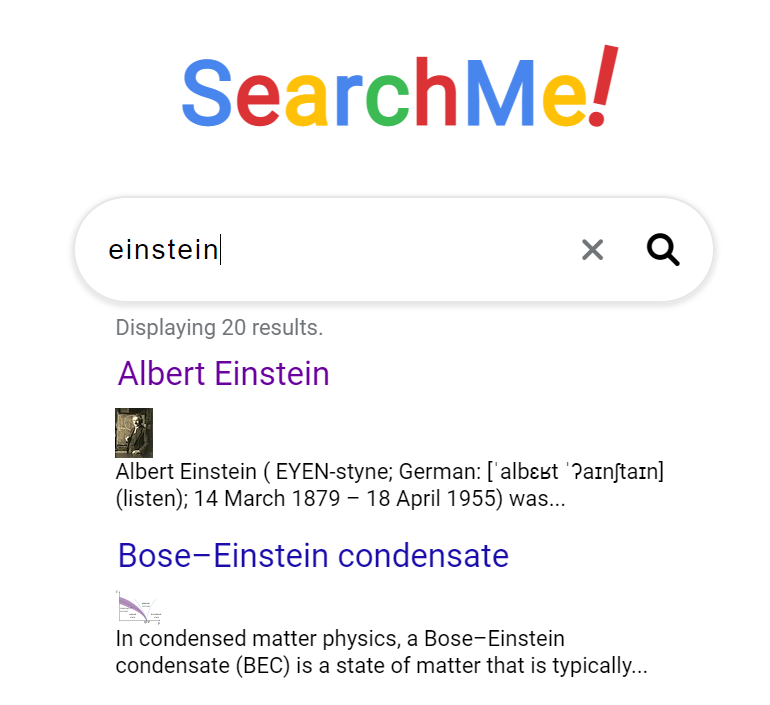 SearchMe!
einstein
Displaying 20 results.
Albert Einstein
Albert Einstein ( EYEN-styne; German: [ˈalbɛʁt ˈʔaɪnʃtaɪn]
(listen); 14 March 1879 – 18 April 1955) was...
Bose–Einstein condensate
In condensed matter physics, a Bose–Einstein
condensate (BEC) is a state of matter that is typically...